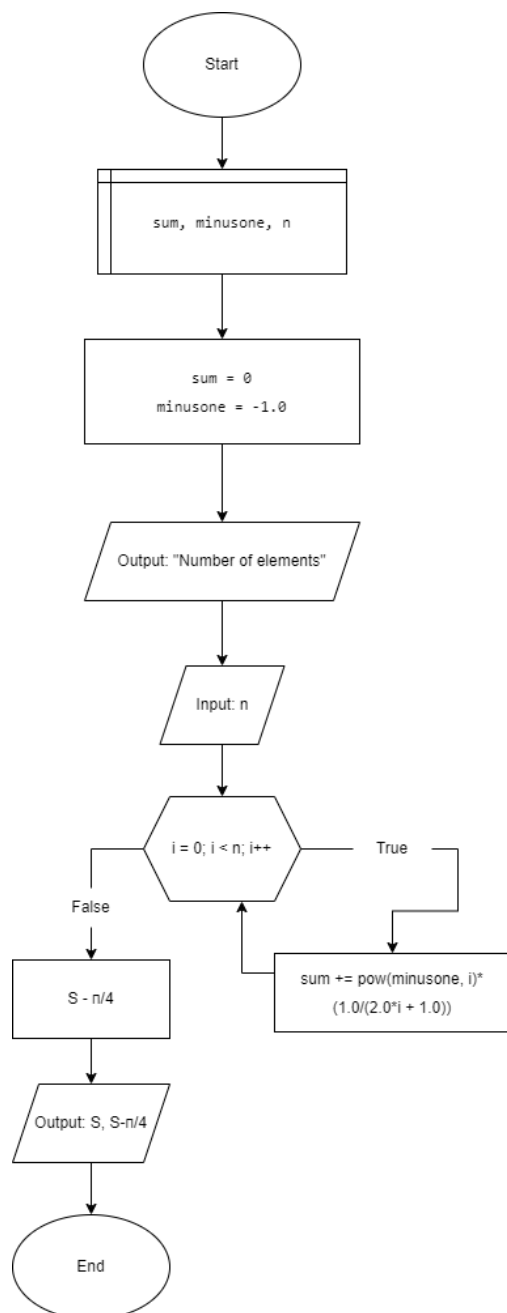 Start
sum, minusone, n
sum = 0
minusone = -1.0
Output: "Number of elements"
Input: n
i = 0; i < n; i++
True
False
sum += pow(minusone, i)*
(1.0/(2.0*i + 1.0))
S - π/4
Output: S, S-π/4
End